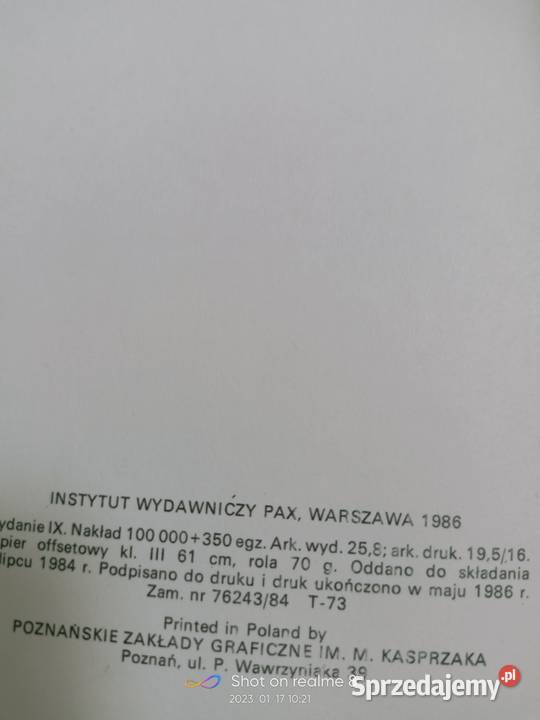 INSTYTUT WYDAWNICZY PAX, WARSZAWA 1986
ydanie IX. Nakład 100 000+350 egz. Ark. wyd. 25,8; ark. druk. 19,5/16.
pier offsetowy kl. III 61 cm, rola 70 g. Oddano do składania
lipcu 1984 r. Podpisano do druku i druk ukończono w maju 1986 r.
Zam. nr 76243/84 T-73
Printed in Poland by
POZNAŃSKIE ZAKŁADY GRAFICZNE IM. M. KASPRZAKA
Poznań, ul. P. Wawrzyniaka 39
Shot on realme 8
2023. 01. 17 10:21
Sprzedajemy.pl